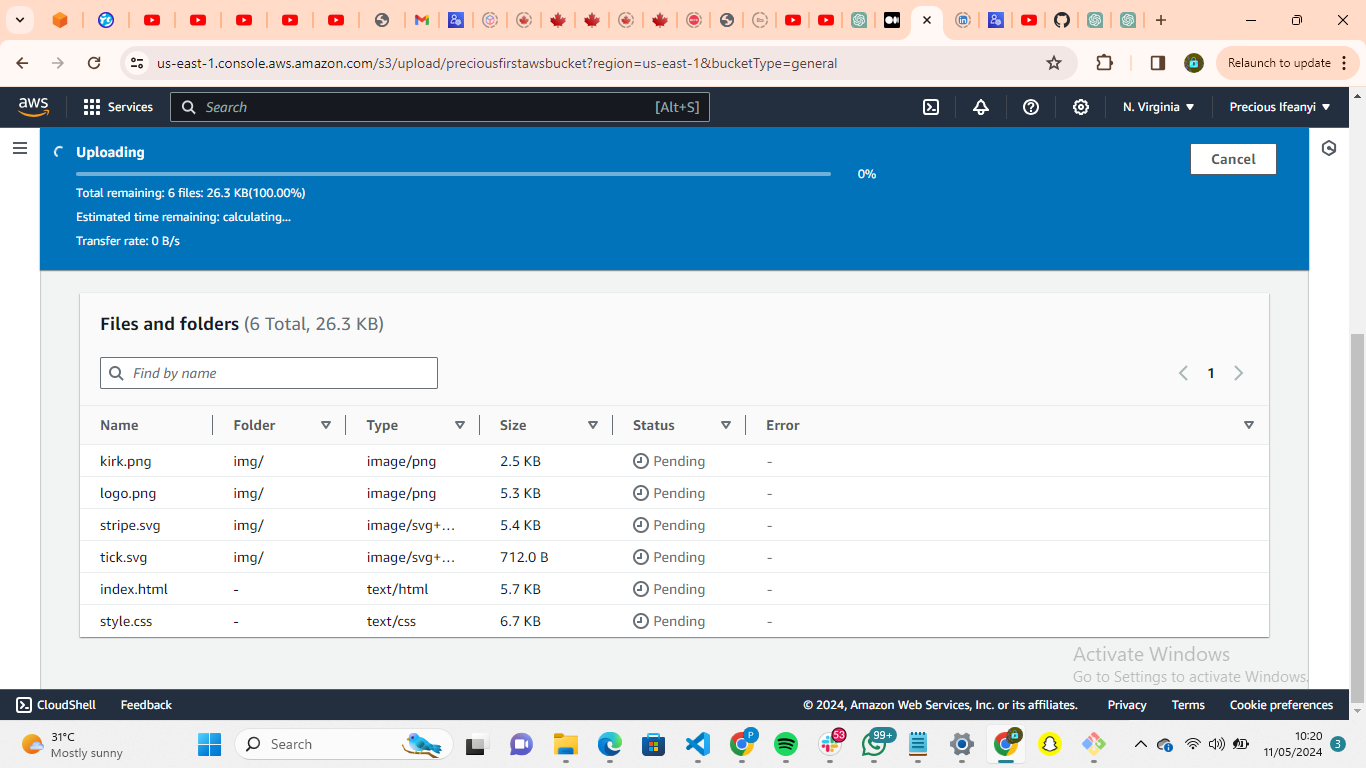 us-east-1.console.aws.amazon.com/s3/upload/preciousfirstawsbucket?region=us-east-1&bucketType=general
Relaunch to update
aws
Services
Search
[Alt+S]
N. Virginia
Precious Ifeanyi
Uploading
0%
Cancel
Total remaining: 6 files: 26.3 KB(100.00%)
Estimated time remaining: calculating...
Transfer rate: 0 B/s
Files and folders (6 Total, 26.3 KB)
Find by name
1
Name Folder Type Size Status Error
kirk.png img/ image/png 2.5 KB Pending -
logo.png img/ image/png 5.3 KB Pending -
stripe.svg img/ image/svg+... 5.4 KB Pending -
tick.svg img/ image/svg+... 712.0 B Pending -
index.html - text/html 5.7 KB Pending -
style.css - text/css 6.7 KB Pending -
Activate Windows
Go to Settings to activate Windows.
CloudShell Feedback © 2024, Amazon Web Services, Inc. or its affiliates. Privacy Terms Cookie preferences
31°C
Mostly sunny
Search
P
53
99+
10:20
11/05/2024
3